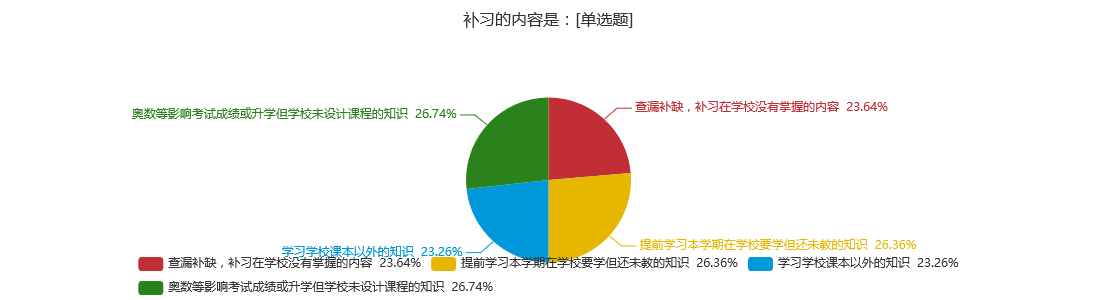 补习的内容是：[单选题]
查漏补缺，补习在学校没有掌握的内容 23.64%
奥数等影响考试成绩或升学但学校未设计课程的知识 26.74%
提前学习本学期在学校要学但还未教的知识 26.36%
学习学校课本以外的知识 23.26%
查漏补缺，补习在学校没有掌握的内容 23.64% 提前学习本学期在学校要学但还未教的知识 26.36% 学习学校课本以外的知识 23.26%
奥数等影响考试成绩或升学但学校未设计课程的知识 26.74%